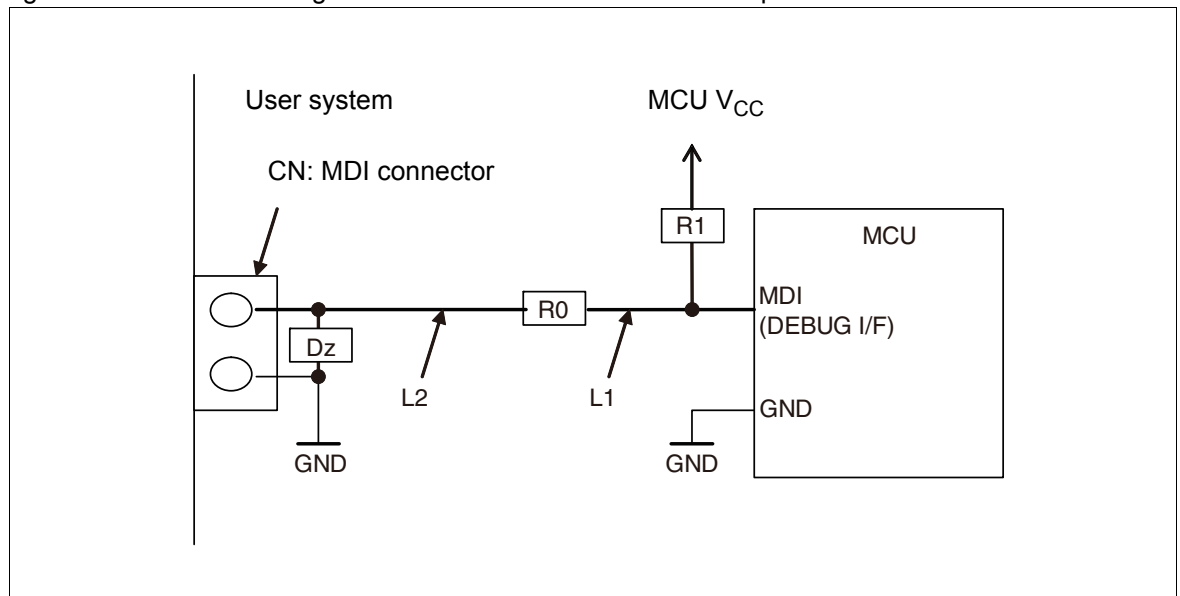 User system
MCU VCC
CN: MDI connector
R1
MCU
MDI
(DEBUG I/F)
R0
Dz
L2
L1
GND
GND
GND